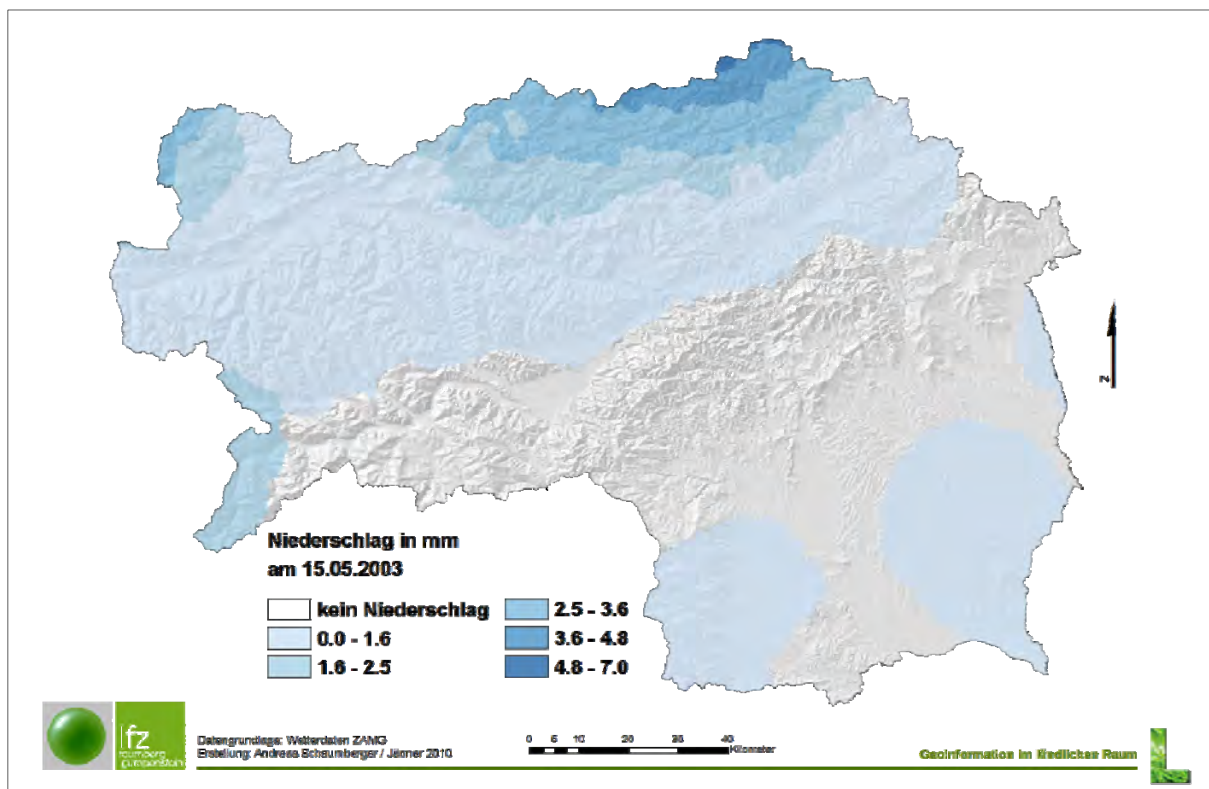 Niederschlag in mm
am 15.05.2003
kein Niederschlag
0.0 - 1.6
1.6 - 2.5
2.5 - 3.6
3.6 - 4.8
4.8 - 7.0
N
fz
raumberg
gumpenstein
Datengrundlage: Wetterdaten ZAMG
Erstellung: Andreas Schaumberger / Jänner 2010
0 5 10 20 30 40
Kilometer
Geoinformation im ländlichen Raum